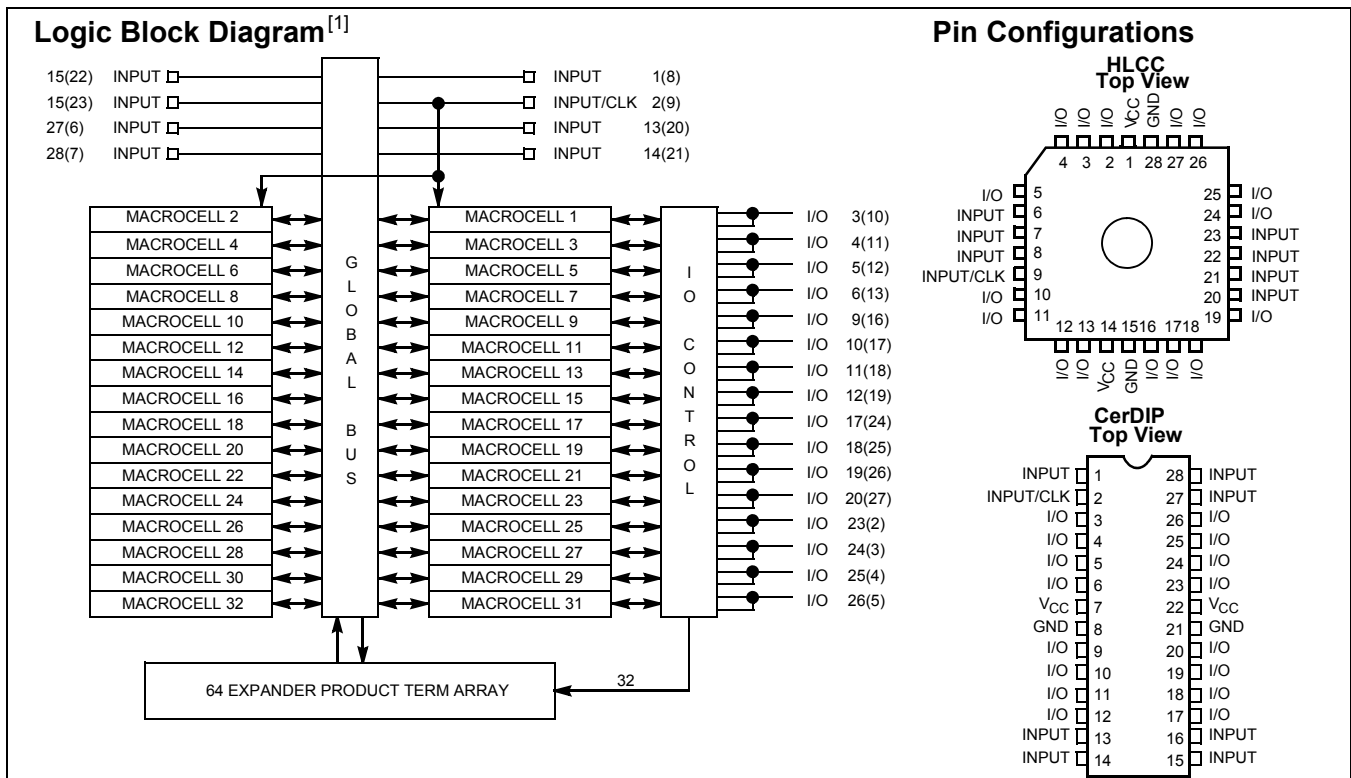 Logic Block Diagram[1]
15(22) INPUT INPUT 1(8)
15(23) INPUT INPUT/CLK 2(9)
27(6) INPUT INPUT 13(20)
28(7) INPUT INPUT 14(21)
MACROCELL 2 MACROCELL 1 I/O 3(10)
MACROCELL 4 MACROCELL 3 I/O 4(11)
MACROCELL 6 MACROCELL 5 I/O 5(12)
MACROCELL 8 MACROCELL 7 I/O 6(13)
MACROCELL 10 MACROCELL 9 I/O 9(16)
MACROCELL 12 MACROCELL 11 I/O 10(17)
MACROCELL 14 MACROCELL 13 I/O 11(18)
MACROCELL 16 MACROCELL 15 I/O 12(19)
MACROCELL 18 MACROCELL 17 I/O 17(24)
MACROCELL 20 MACROCELL 19 I/O 18(25)
MACROCELL 22 MACROCELL 21 I/O 19(26)
MACROCELL 24 MACROCELL 23 I/O 20(27)
MACROCELL 26 MACROCELL 25 I/O 23(2)
MACROCELL 28 MACROCELL 27 I/O 24(3)
MACROCELL 30 MACROCELL 29 I/O 25(4)
MACROCELL 32 MACROCELL 31 I/O 26(5)
GLOBAL BUS
IO CONTROL
64 EXPANDER PRODUCT TERM ARRAY
32
Pin Configurations
HLCC
Top View
I/O I/O I/O VCC GND I/O I/O
4 3 2 1 28 27 26
I/O 5 25 I/O
INPUT 6 24 I/O
INPUT 7 23 INPUT
INPUT 8 22 INPUT
INPUT/CLK 9 21 INPUT
I/O 10 20 INPUT
I/O 11 19 I/O
12 13 14 15 16 17 18
I/O I/O VCC GND I/O I/O I/O
CerDIP
Top View
INPUT 1 28 INPUT
INPUT/CLK 2 27 INPUT
I/O 3 26 I/O
I/O 4 25 I/O
I/O 5 24 I/O
I/O 6 23 I/O
VCC 7 22 VCC
GND 8 21 GND
I/O 9 20 I/O
I/O 10 19 I/O
I/O 11 18 I/O
I/O 12 17 I/O
INPUT 13 16 INPUT
INPUT 14 15 INPUT